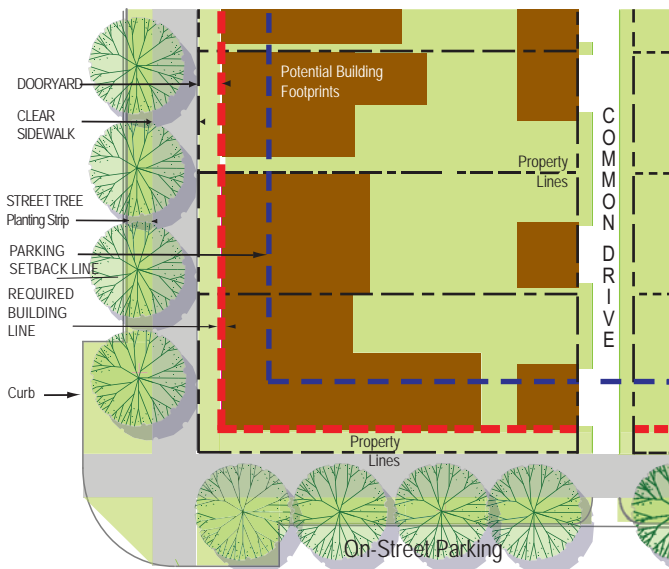 DOORYARD
CLEAR
SIDEWALK
STREET TREE
Planting Strip
PARKING
SETBACK LINE
REQUIRED
BUILDING
LINE
Curb
Potential Building
Footprints
Property
Lines
COMMON DRIVE
Property
Lines
On-Street Parking